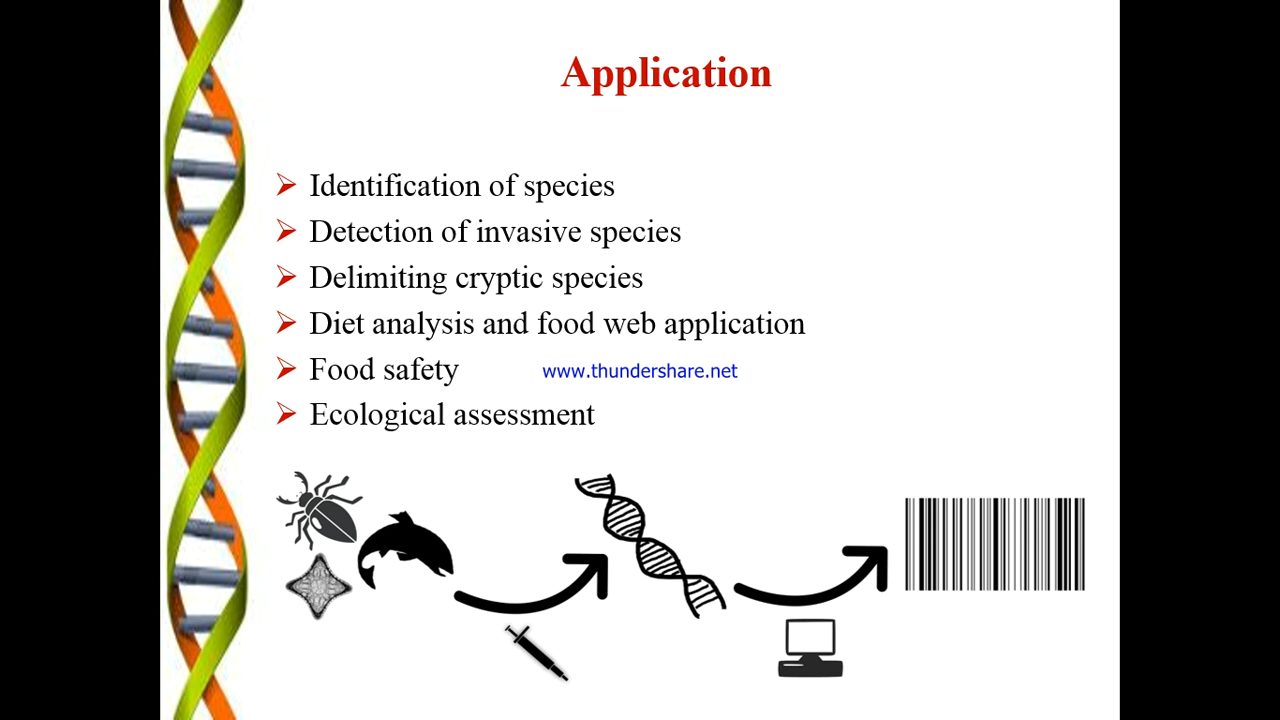 Application
Identification of species
Detection of invasive species
Delimiting cryptic species
Diet analysis and food web application
Food safety
www.thundershare.net
Ecological assessment